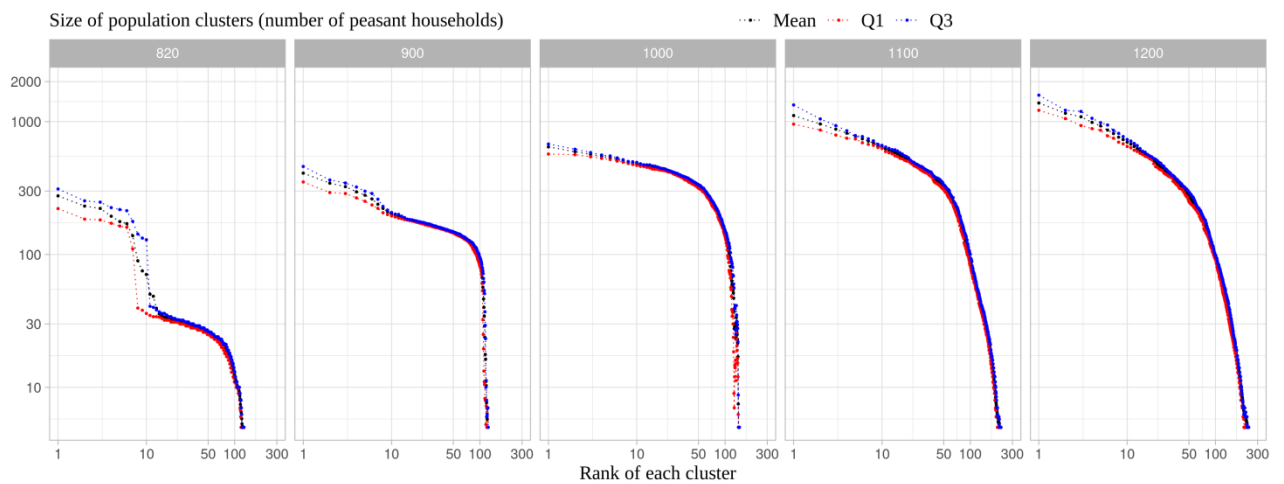 Size of population clusters (number of peasant households)
Mean Q1 Q3
820 900 1000 1100 1200
2000
1000
300
100
30
10
1 10 50 100 300 1 10 50 100 300 1 10 50 100 300 1 10 50 100 300 1 10 50 100 300
Rank of each cluster